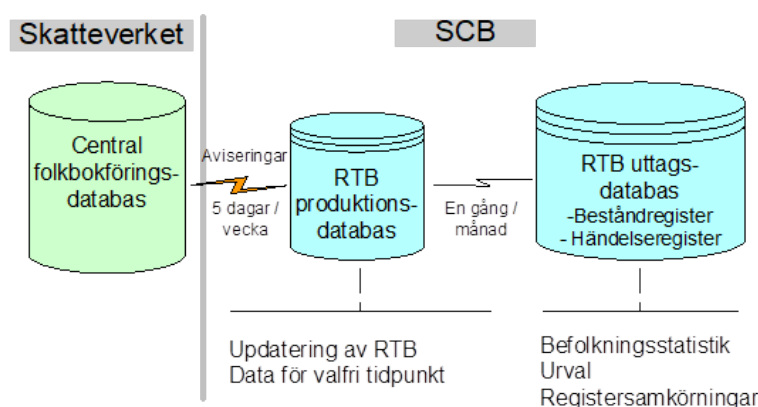 Skatteverket
SCB
Central
folkbokförings-
databas
Aviseringar
5 dagar /
vecka
RTB
produktions-
databas
En gång /
månad
RTB uttags-
databas
-Beståndregister
- Händelseregister
Updatering av RTB
Data för valfri tidpunkt
Befolkningsstatistik
Urval
Registersamkörningar